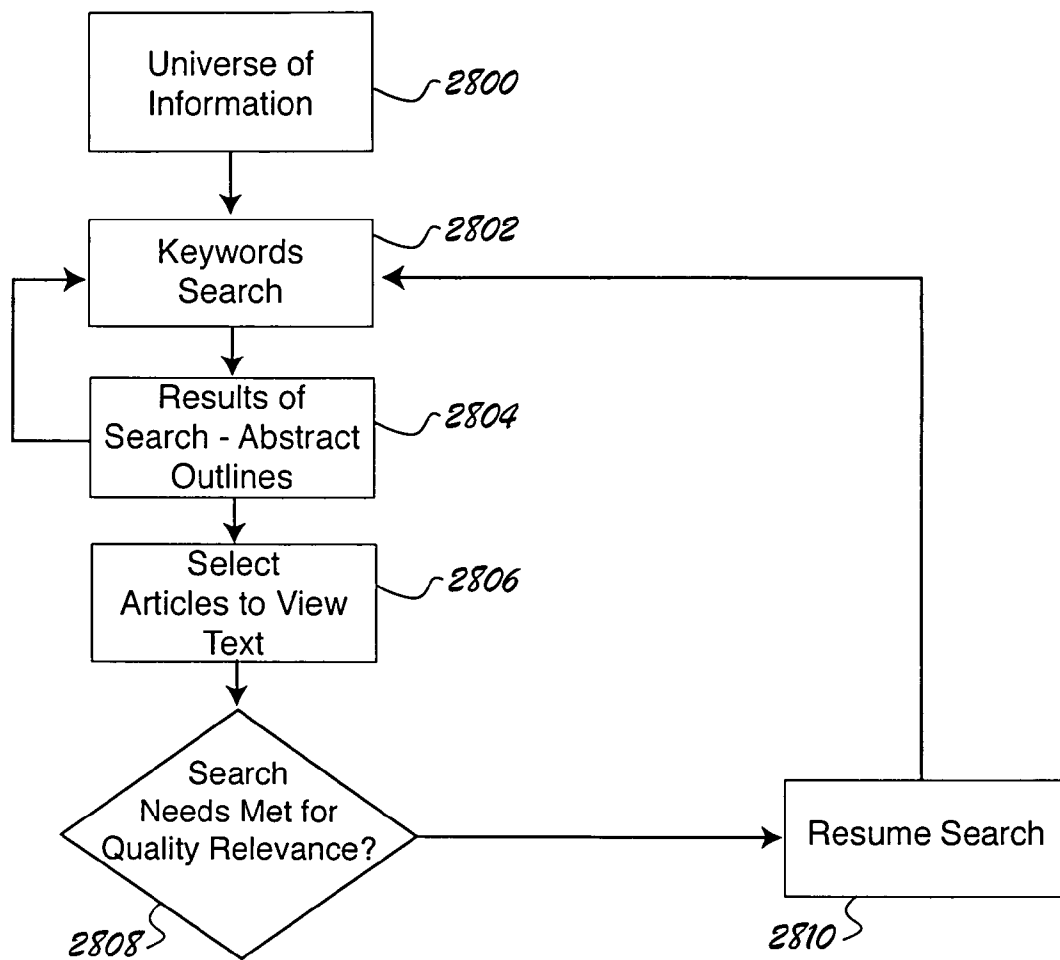 Universe of
Information
2800
Keywords
Search
2802
Results of
Search - Abstract
Outlines
2804
Select
Articles to View
Text
2806
Search
Needs Met for
Quality Relevance?
2808
Resume Search
2810